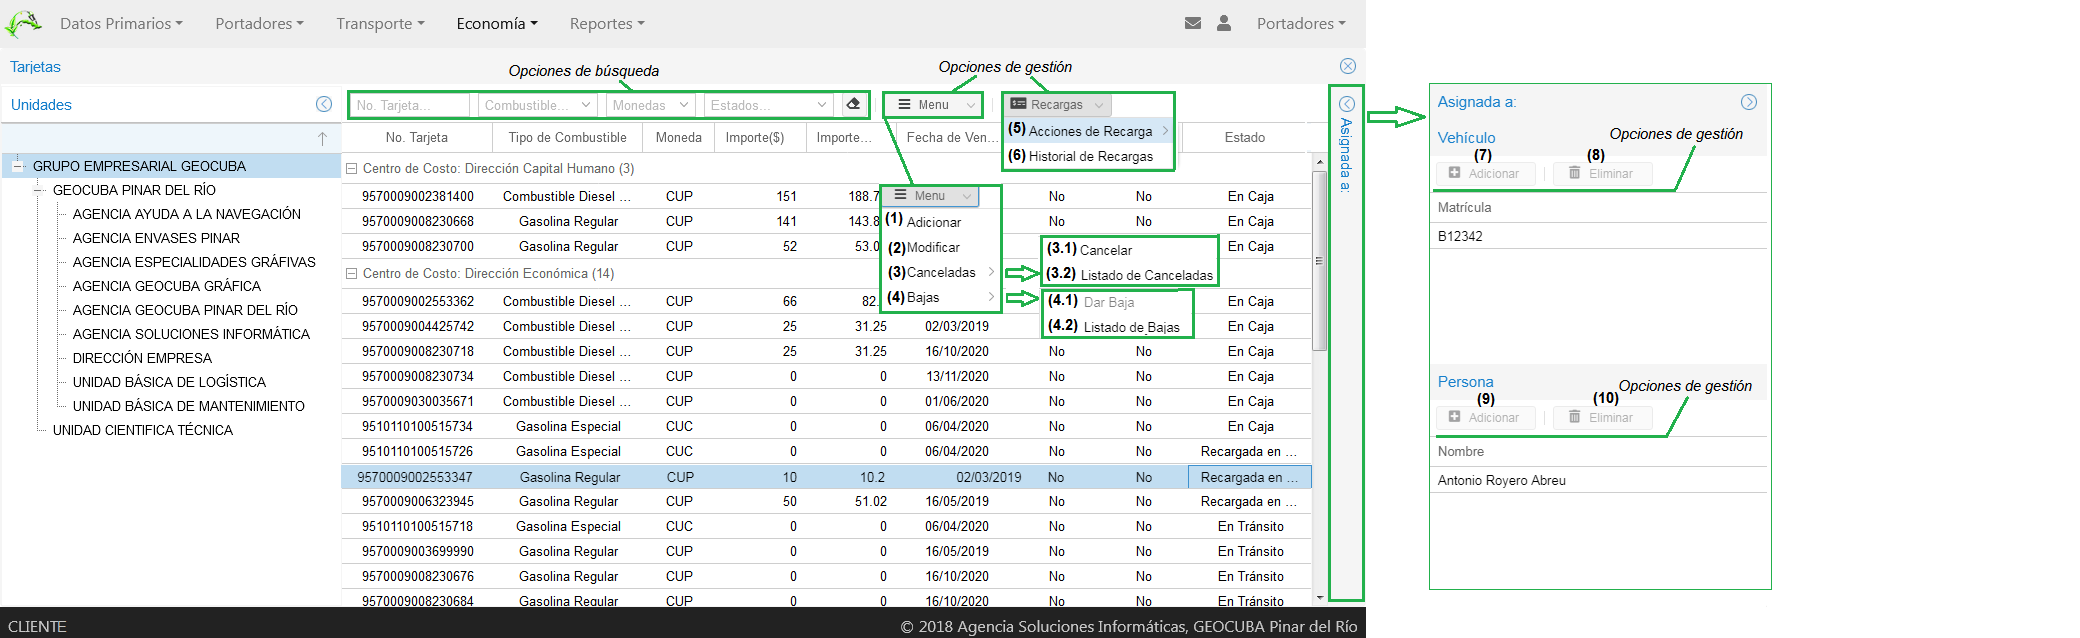 Datos Primarios Portadores Transporte Economía Reportes Portadores
Tarjetas
Opciones de búsqueda
Opciones de gestión
Unidades
No. Tarjeta... Combustible... Monedas Estados... Menu Recargas
(5) Acciones de Recarga
(6) Historial de Recargas
No. Tarjeta Tipo de Combustible Moneda Importe($) Importe... Fecha de Ven... Estado
GRUPO EMPRESARIAL GEOCUBA
GEOCUBA PINAR DEL RÍO
AGENCIA AYUDA A LA NAVEGACIÓN
AGENCIA ENVASES PINAR
AGENCIA ESPECIALIDADES GRÁFIVAS
AGENCIA GEOCUBA GRÁFICA
AGENCIA GEOCUBA PINAR DEL RÍO
AGENCIA SOLUCIONES INFORMÁTICA
DIRECCIÓN EMPRESA
UNIDAD BÁSICA DE LOGÍSTICA
UNIDAD BÁSICA DE MANTENIMIENTO
UNIDAD CIENTIFICA TÉCNICA
Centro de Costo: Dirección Capital Humano (3)
9570009002381400 Combustible Diesel ... CUP 151 188.7 No No En Caja
9570009008230668 Gasolina Regular CUP 141 143.8 No No En Caja
9570009008230700 Gasolina Regular CUP 52 53.0 En Caja
Centro de Costo: Dirección Económica (14)
9570009002553362 Combustible Diesel ... CUP 66 82. En Caja
9570009004425742 Combustible Diesel ... CUP 25 31.25 02/03/2019 En Caja
9570009008230718 Combustible Diesel ... CUP 25 31.25 16/10/2020 No No En Caja
9570009008230734 Combustible Diesel ... CUP 0 0 13/11/2020 No No En Caja
9570009030035671 Combustible Diesel ... CUP 0 0 01/06/2020 No No En Caja
9510110100515734 Gasolina Especial CUC 0 0 06/04/2020 No No En Caja
9510110100515726 Gasolina Especial CUC 0 0 06/04/2020 No No Recargada en ...
9570009002553347 Gasolina Regular CUP 10 10.2 02/03/2019 No No Recargada en ...
9570009006323945 Gasolina Regular CUP 50 51.02 16/05/2019 No No Recargada en ...
9510110100515718 Gasolina Especial CUC 0 0 06/04/2020 No No En Tránsito
9570009003699990 Gasolina Regular CUP 0 0 16/05/2019 No No En Tránsito
9570009008230676 Gasolina Regular CUP 0 0 16/10/2020 No No En Tránsito
9570009008230684 Gasolina Regular CUP 0 0 16/10/2020 No No En Tránsito
Menu
(1) Adicionar
(2) Modificar
(3) Canceladas
(4) Bajas
(3.1) Cancelar
(3.2) Listado de Canceladas
(4.1) Dar Baja
(4.2) Listado de Bajas
Asignada a:
Asignada a:
Vehículo
Opciones de gestión
(7) (8)
Adicionar Eliminar
Matrícula
B12342
Persona
Opciones de gestión
(9) (10)
Adicionar Eliminar
Nombre
Antonio Royero Abreu
CLIENTE
© 2018 Agencia Soluciones Informáticas, GEOCUBA Pinar del Río